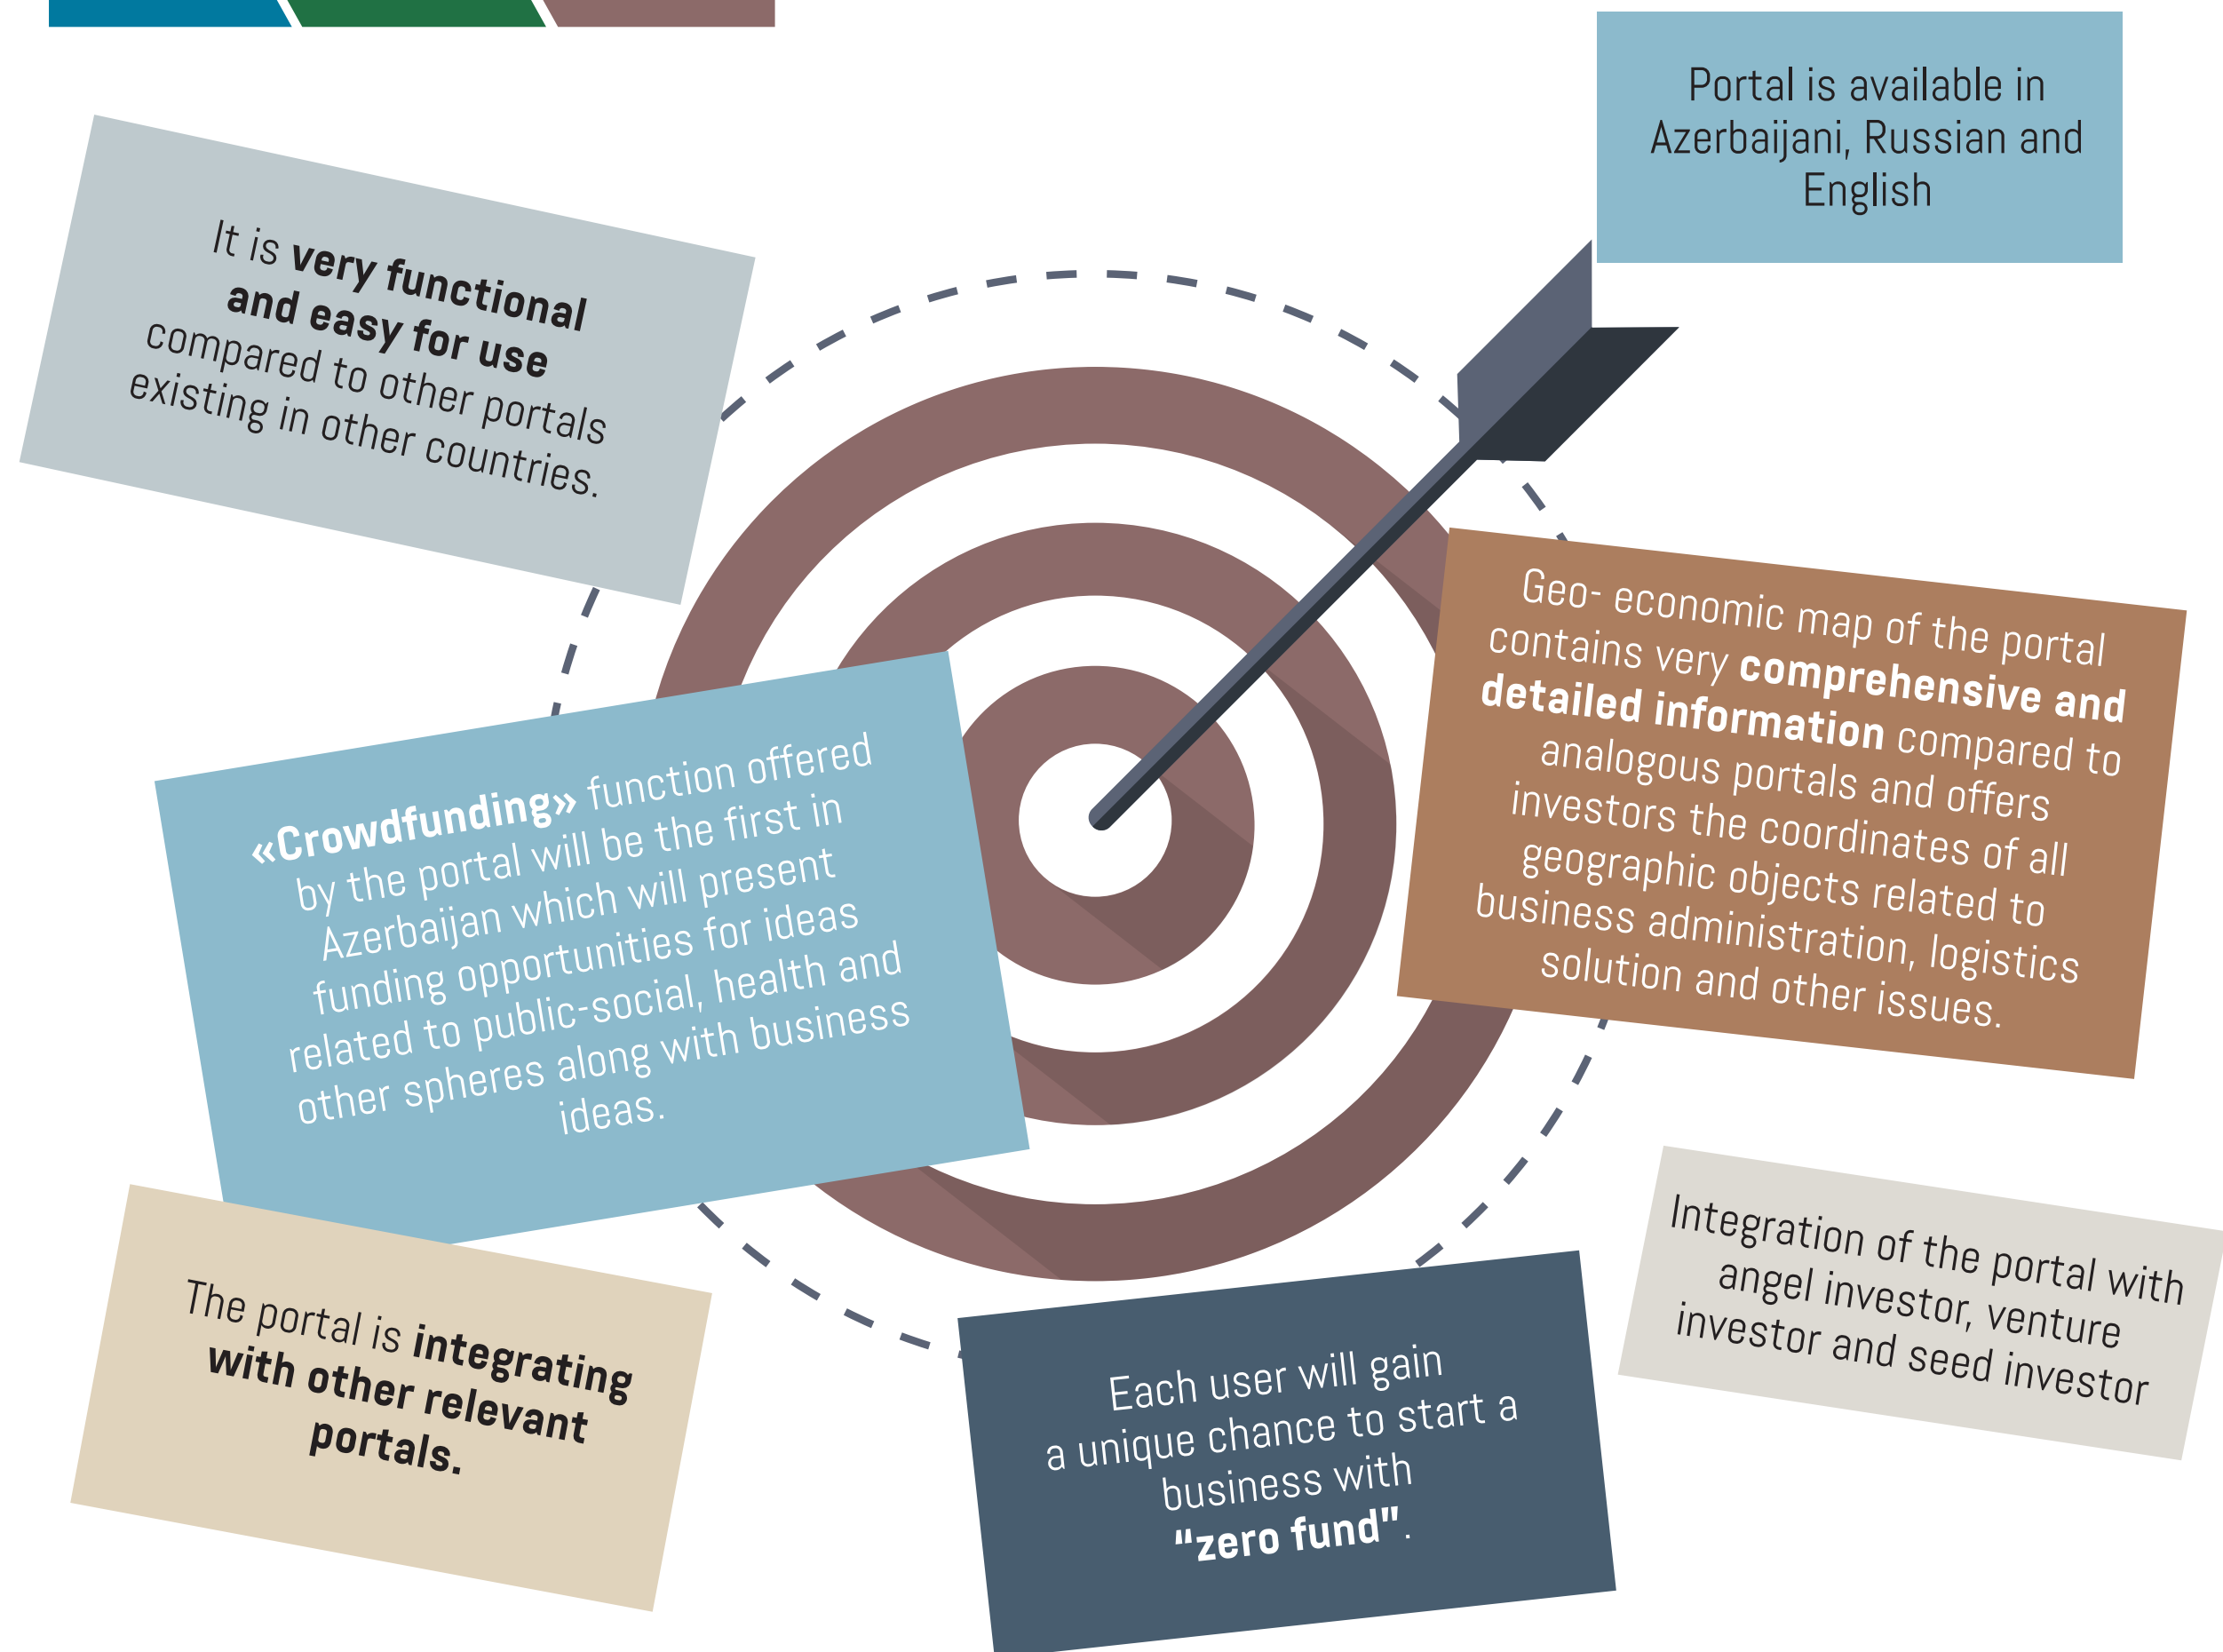 Portal is available in
Azerbaijani, Russian and
English
It is very functional
and easy for use
compared to other portals
existing in other countries.
Geo- economic map of the portal
contains very comprehensive and
detailed information compared to
analogous portals and offers
investors the coordinates of all
geographic objects related to
business administration, logistics
solution and other issues.
«Crowdfunding» function offered
by the portal will be the first in
Azerbaijan which will present
funding opportunities for ideas
related to public-social, health and
other spheres along with business
ideas.
Integration of the portal with
angel investor, venture
investor and seed investor
The portal is integrating
with other relevant
portals.
Each user will gain
a unique chance to start a
business with
"zero fund".